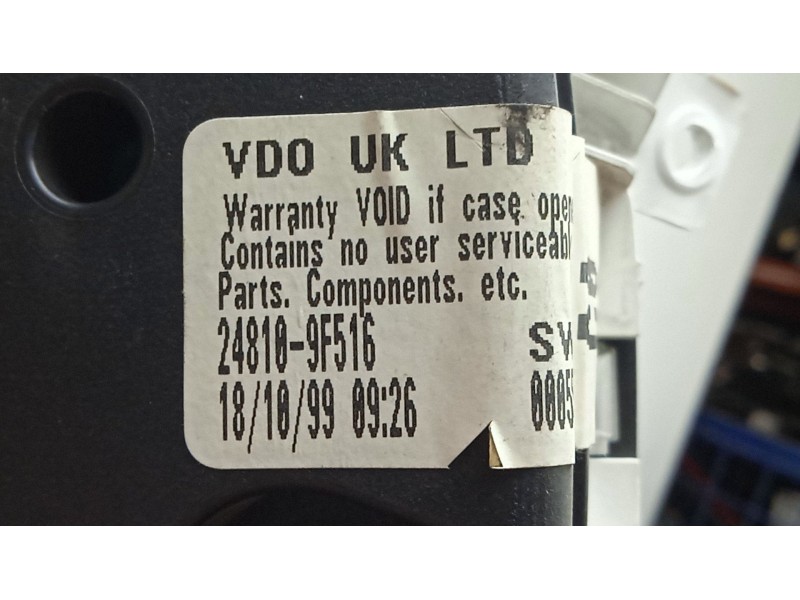 VDO UK LTD
Warranty VOID if case
Contains no user
Parts. Components. etc.
24810-9F516
18/10/99 09:26